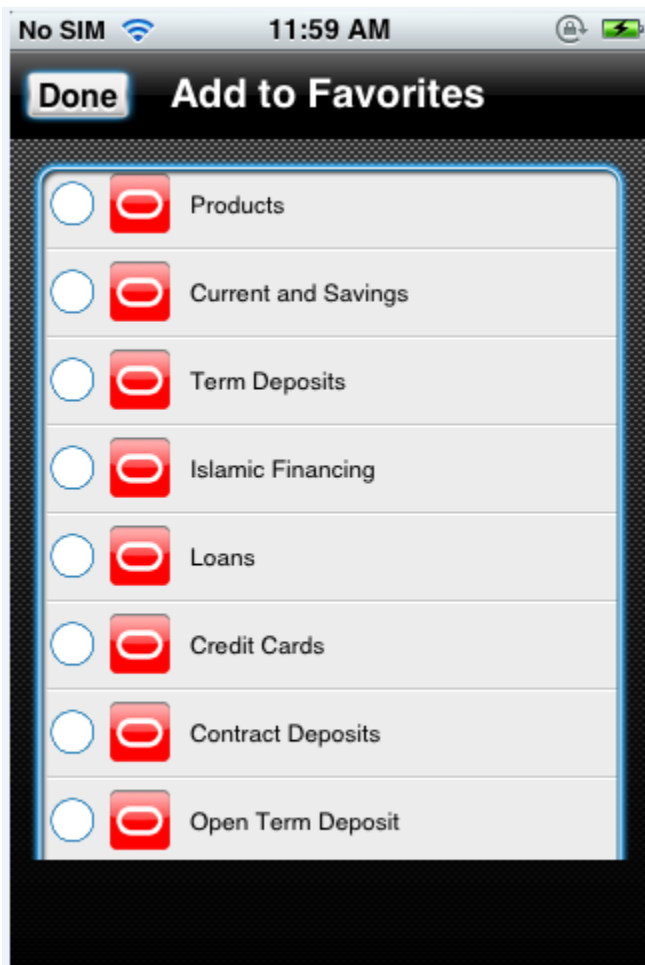 No SIM 11:59 AM
Done Add to Favorites
Products
Current and Savings
Term Deposits
Islamic Financing
Loans
Credit Cards
Contract Deposits
Open Term Deposit